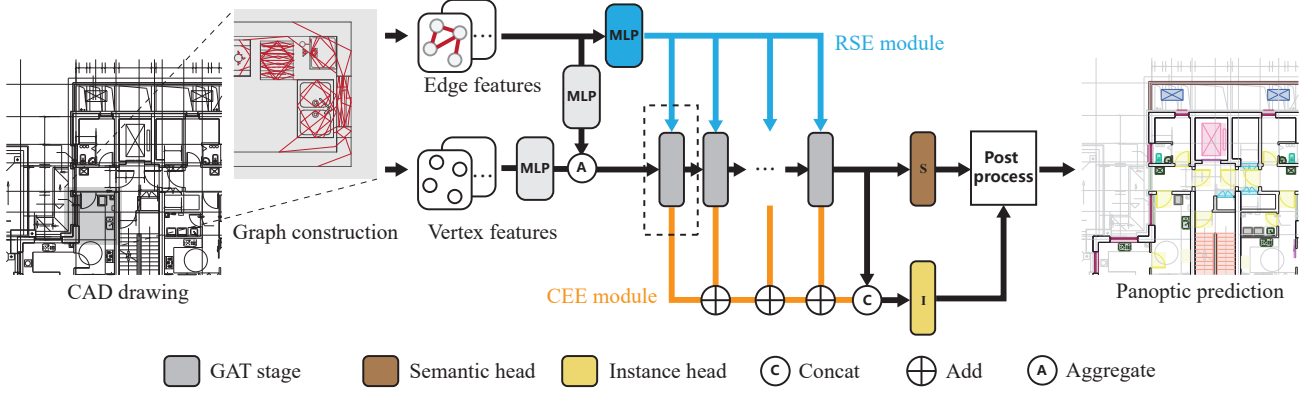 MLP
RSE module
Edge features
MLP
MLP
A
S
Post
process
Graph construction
Vertex features
CAD drawing
CEE module
C
I
Panoptic prediction
GAT stage
Semantic head
Instance head
C
Concat
Add
A
Aggregate